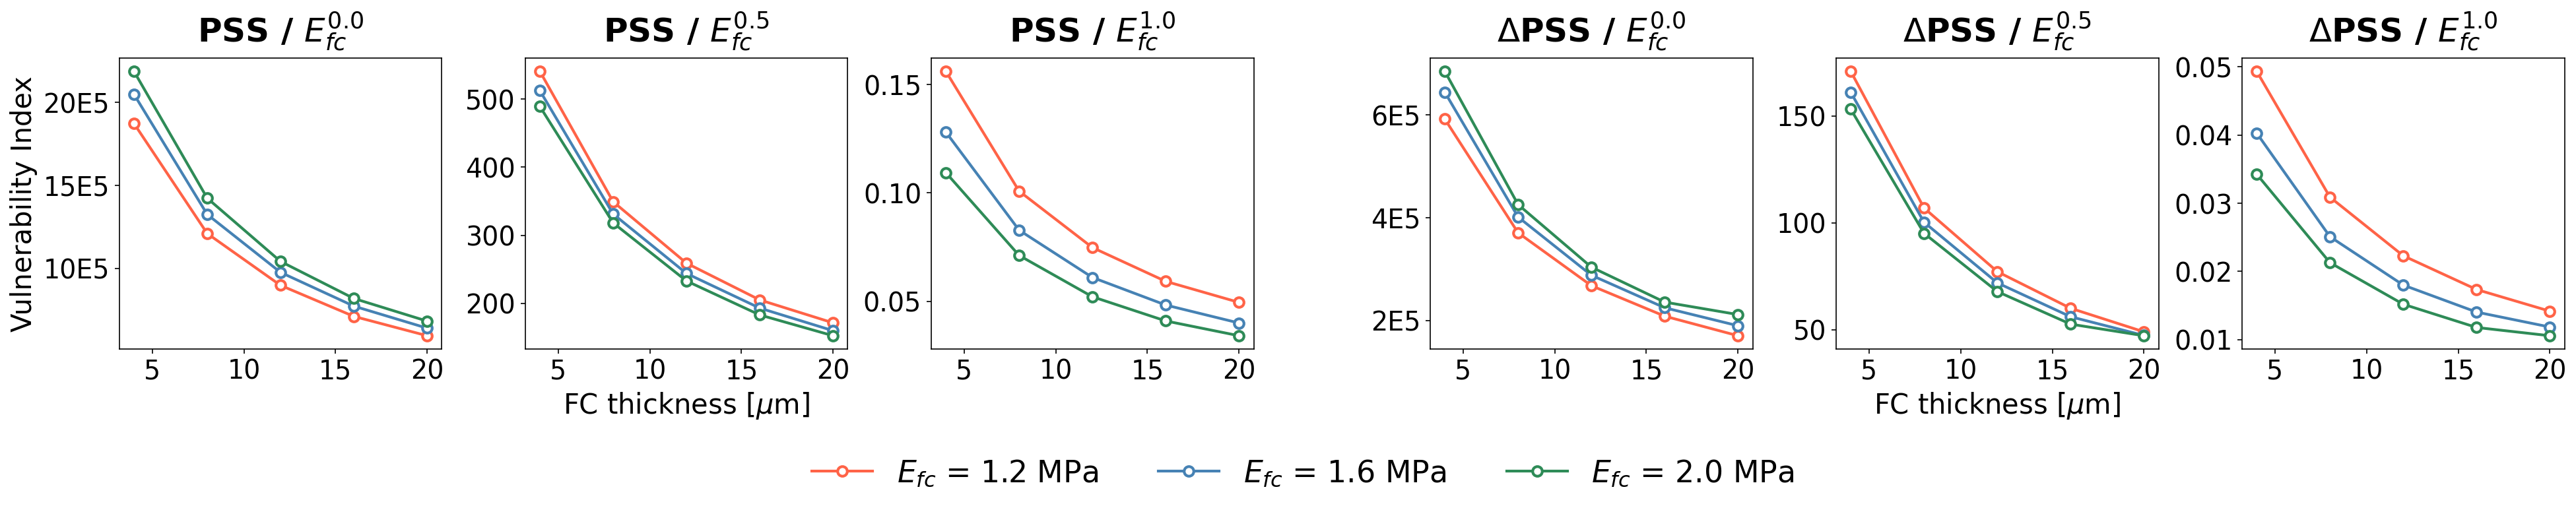 PSS / E_fc^0.0
PSS / E_fc^0.5
PSS / E_fc^1.0
ΔPSS / E_fc^0.0
ΔPSS / E_fc^0.5
ΔPSS / E_fc^1.0
Vulnerability Index
20E5
15E5
10E5
5 10 15 20
500
400
300
200
5 10 15 20
FC thickness [μm]
0.15
0.10
0.05
5 10 15 20
6E5
4E5
2E5
5 10 15 20
150
100
50
5 10 15 20
FC thickness [μm]
0.05
0.04
0.03
0.02
0.01
5 10 15 20
E_fc = 1.2 MPa
E_fc = 1.6 MPa
E_fc = 2.0 MPa